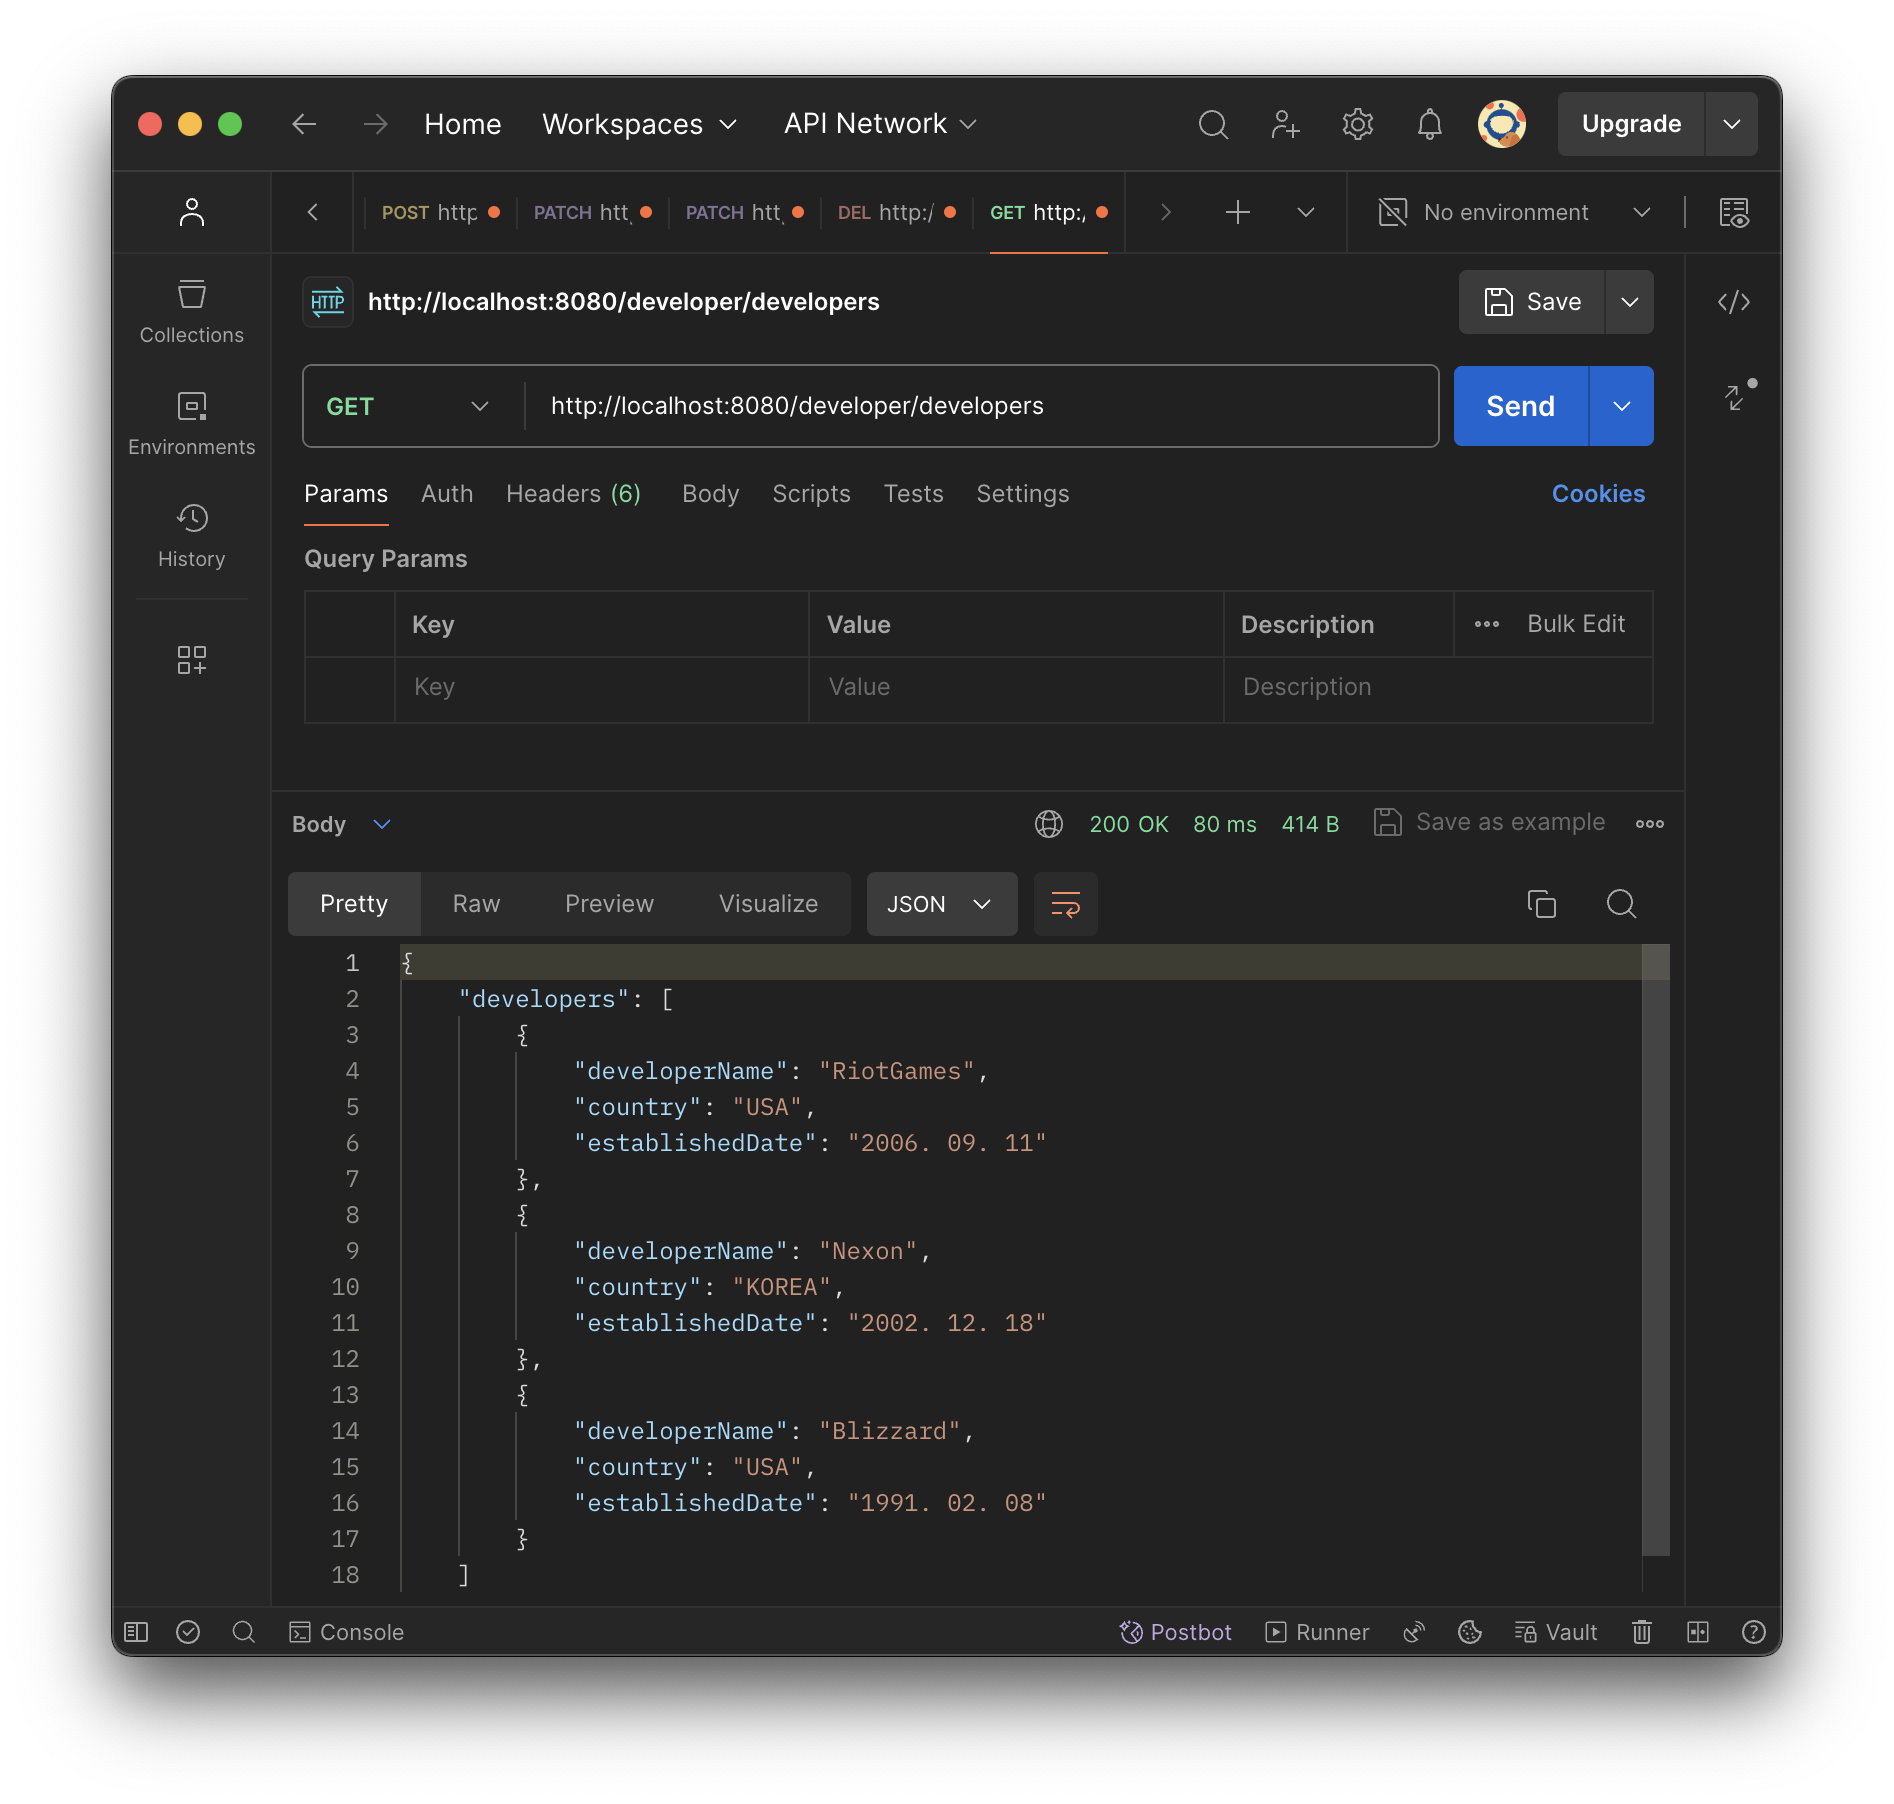 Home Workspaces API Network Upgrade
POST http PATCH htt PATCH htt DEL http:/ GET http:/ No environment
HTTP http://localhost:8080/developer/developers Save
Collections
GET http://localhost:8080/developer/developers Send
Environments
Params Auth Headers (6) Body Scripts Tests Settings Cookies
History
Query Params
Key Value Description Bulk Edit
Key Value Description
Body 200 OK 80 ms 414 B Save as example
Pretty Raw Preview Visualize JSON
1 {
2 "developers": [
3 {
4 "developerName": "RiotGames",
5 "country": "USA",
6 "establishedDate": "2006. 09. 11"
7 },
8 {
9 "developerName": "Nexon",
10 "country": "KOREA",
11 "establishedDate": "2002. 12. 18"
12 },
13 {
14 "developerName": "Blizzard",
15 "country": "USA",
16 "establishedDate": "1991. 02. 08"
17 }
18 ]
Console Postbot Runner Vault